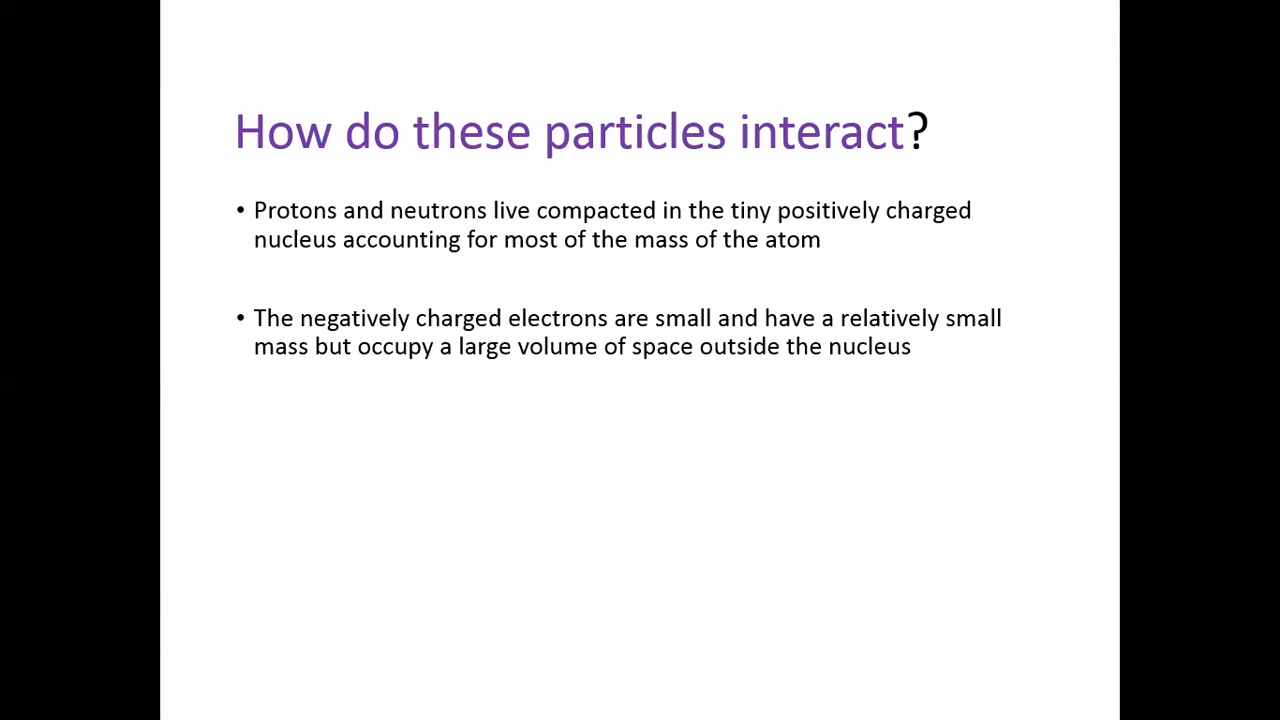 How do these particles interact?
• Protons and neutrons live compacted in the tiny positively charged
nucleus accounting for most of the mass of the atom
• The negatively charged electrons are small and have a relatively small
mass but occupy a large volume of space outside the nucleus